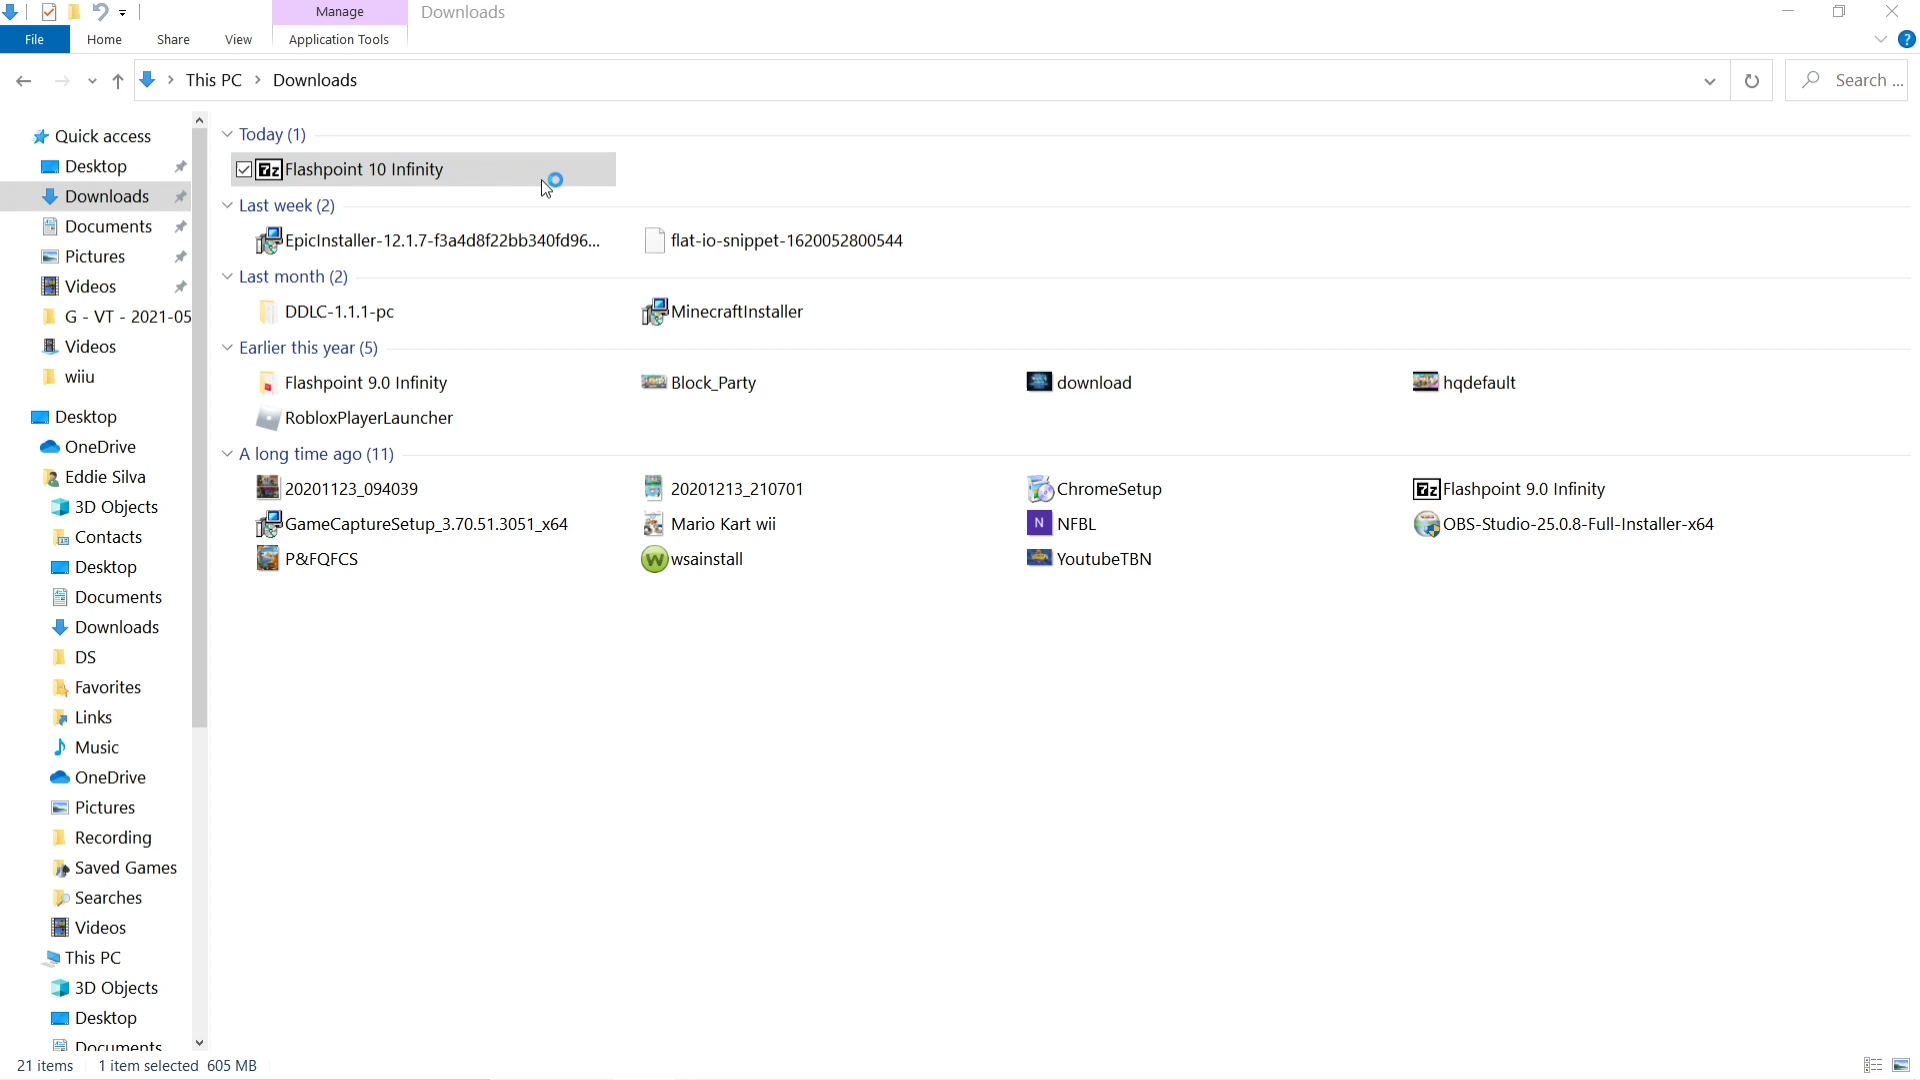 Manage
Downloads
File
Home
Share
View
Application Tools
?
This PC > Downloads
Search ...
Quick access
Desktop
Downloads
Documents
Pictures
Videos
G - VT - 2021-05
Videos
wiiu
Desktop
OneDrive
Eddie Silva
3D Objects
Contacts
Desktop
Documents
Downloads
DS
Favorites
Links
Music
OneDrive
Pictures
Recording
Saved Games
Searches
Videos
This PC
3D Objects
Desktop
Documents
Today (1)
7z Flashpoint 10 Infinity
Last week (2)
EpicInstaller-12.1.7-f3a4d8f22bb340fd96...
flat-io-snippet-1620052800544
Last month (2)
DDLC-1.1.1-pc
MinecraftInstaller
Earlier this year (5)
Flashpoint 9.0 Infinity
Block_Party
download
hqdefault
RobloxPlayerLauncher
A long time ago (11)
20201123_094039
20201213_210701
ChromeSetup
7z Flashpoint 9.0 Infinity
GameCaptureSetup_3.70.51.3051_x64
Mario Kart wii
N NFBL
OBS-Studio-25.0.8-Full-Installer-x64
P&FQFCS
W wsainstall
YoutubeTBN
21 items
1 item selected 605 MB